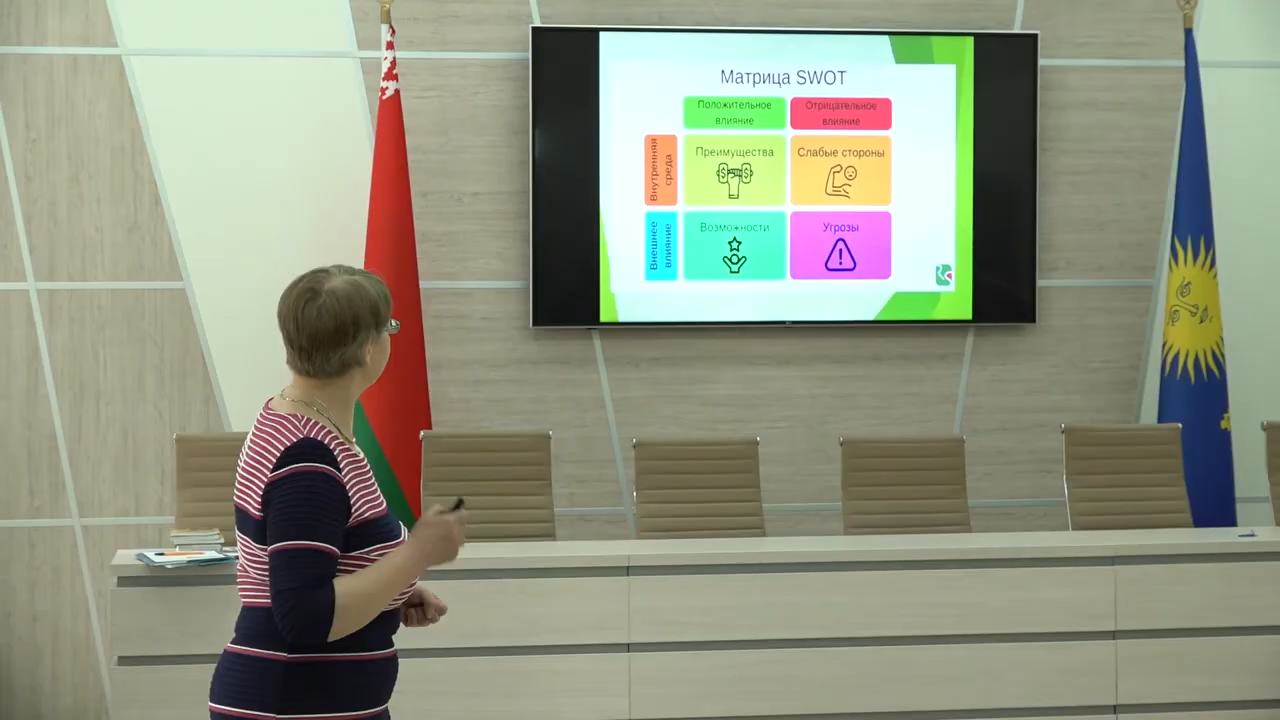 Матрица SWOT
Положительное
влияние
Отрицательное
влияние
Внутренняя
среда
Преимущества
Слабые стороны
Внешнее
влияние
Возможности
Угрозы